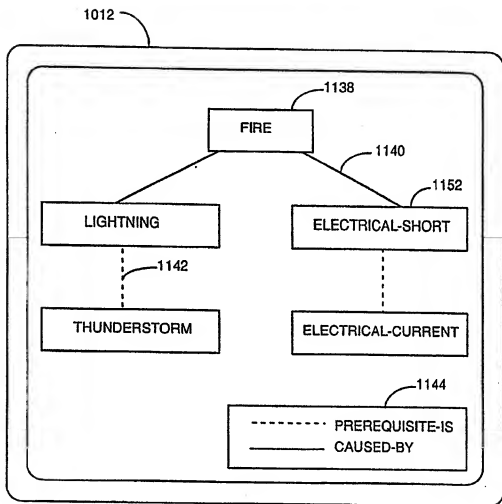 1012
1138
FIRE
1140
1152
LIGHTNING
ELECTRICAL-SHORT
1142
THUNDERSTORM
ELECTRICAL-CURRENT
1144
PREREQUISITE-IS
CAUSED-BY